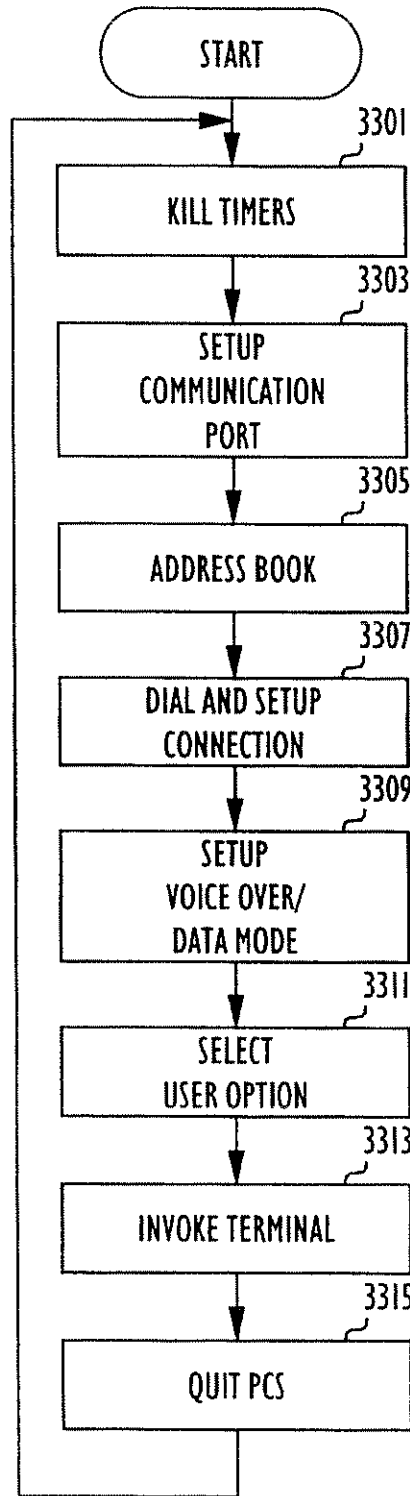 START
3301
KILL TIMERS
3303
SETUP
COMMUNICATION
PORT
3305
ADDRESS BOOK
3307
DIAL AND SETUP
CONNECTION
3309
SETUP
VOICE OVER/
DATA MODE
3311
SELECT
USER OPTION
3313
INVOKE TERMINAL
3315
QUIT PCS